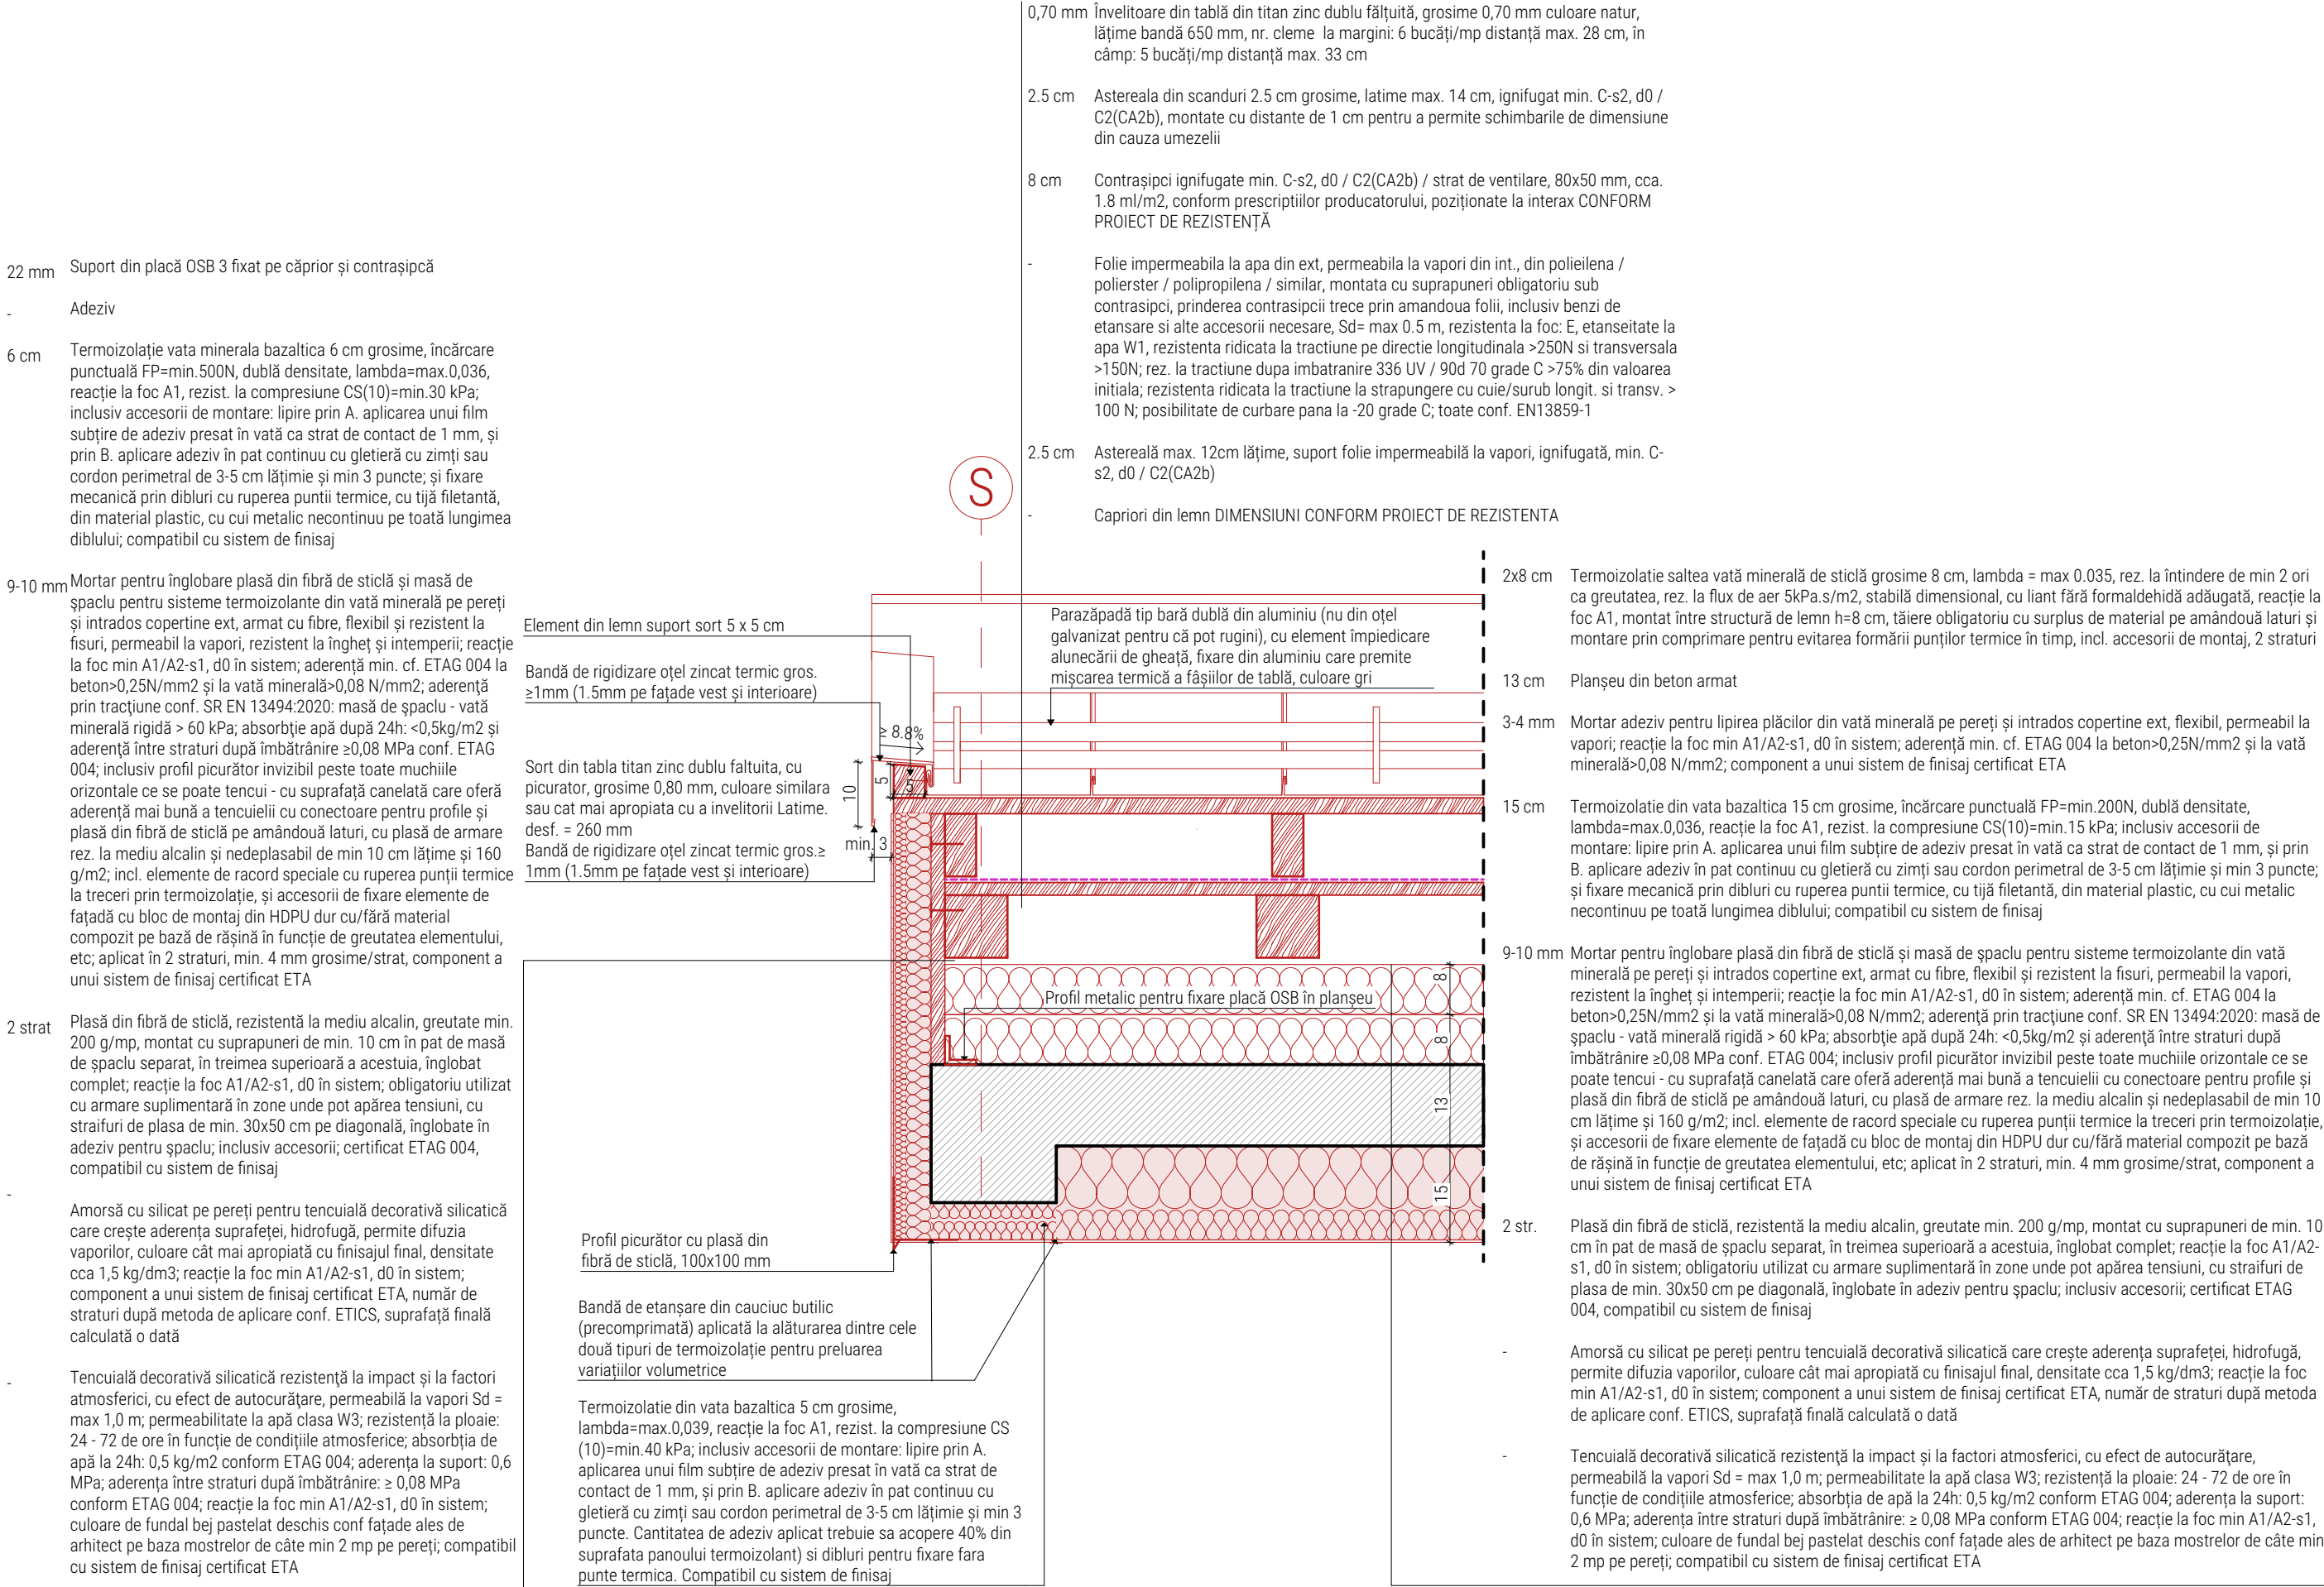 0,70 mm Învelitoare din tablă din titan zinc dublu fălțuită, grosime 0,70 mm culoare natur,
lățime bandă 650 mm, nr. cleme la margini: 6 bucăți/mp distanță max. 28 cm, în
câmp: 5 bucăți/mp distanță max. 33 cm
2.5 cm Astereala din scanduri 2.5 cm grosime, latime max. 14 cm, ignifugat min. C-s2, d0 /
C2(CA2b), montate cu distante de 1 cm pentru a permite schimbarile de dimensiune
din cauza umezelii
8 cm Contrașipci ignifugate min. C-s2, d0 / C2(CA2b) / strat de ventilare, 80x50 mm, cca.
1.8 ml/m2, conform prescriptiilor producatorului, poziționate la interax CONFORM
PROIECT DE REZISTENȚĂ
- Folie impermeabila la apa din ext, permeabila la vapori din int., din polieilena /
polierster / polipropilena / similar, montata cu suprapuneri obligatoriu sub
contrasipci, prinderea contrasipcii trece prin amandoua folii, inclusiv benzi de
etansare si alte accesorii necesare, Sd= max 0.5 m, rezistenta la foc: E, etanseitate la
apa W1, rezistenta ridicata la tractiune pe directie longitudinala >250N si transversala
>150N; rez. la tractiune dupa imbatranire 336 UV / 90d 70 grade C >75% din valoarea
initiala; rezistenta ridicata la tractiune la strapungere cu cuie/surub longit. si transv. >
100 N; posibilitate de curbare pana la -20 grade C; toate conf. EN13859-1
2.5 cm Astereală max. 12cm lățime, suport folie impermeabilă la vapori, ignifugată, min. C-
s2, d0 / C2(CA2b)
- Capriori din lemn DIMENSIUNI CONFORM PROIECT DE REZISTENTA
22 mm Suport din placă OSB 3 fixat pe căprior și contrașipcă
- Adeziv
6 cm Termoizolație vata minerala bazaltica 6 cm grosime, încărcare
punctuală FP=min.500N, dublă densitate, lambda=max.0,036,
reacție la foc A1, rezist. la compresiune CS(10)=min.30 kPa;
inclusiv accesorii de montare: lipire prin A. aplicarea unui film
subțire de adeziv presat în vată ca strat de contact de 1 mm, și
prin B. aplicare adeziv în pat continuu cu gletieră cu zimți sau
cordon perimetral de 3-5 cm lățimie și min 3 puncte; și fixare
mecanică prin dibluri cu ruperea puntii termice, cu tijă filetantă,
din material plastic, cu cui metalic necontinuu pe toată lungimea
diblului; compatibil cu sistem de finisaj
9-10 mm Mortar pentru înglobare plasă din fibră de sticlă și masă de
șpaclu pentru sisteme termoizolante din vată minerală pe pereți
și intrados copertine ext, armat cu fibre, flexibil și rezistent la
fisuri, permeabil la vapori, rezistent la îngheț și intemperii; reacție
la foc min A1/A2-s1, d0 în sistem; aderență min. cf. ETAG 004 la
beton>0,25N/mm2 și la vată minerală>0,08 N/mm2; aderenţă
prin tracţiune conf. SR EN 13494:2020: masă de şpaclu - vată
minerală rigidă > 60 kPa; absorbţie apă după 24h: <0,5kg/m2 și
aderenţă între straturi după îmbătrânire ≥0,08 MPa conf. ETAG
004; inclusiv profil picurător invizibil peste toate muchiile
orizontale ce se poate tencui - cu suprafață canelată care oferă
aderență mai bună a tencuielii cu conectoare pentru profile și
plasă din fibră de sticlă pe amândouă laturi, cu plasă de armare
rez. la mediu alcalin și nedeplasabil de min 10 cm lățime și 160
g/m2; incl. elemente de racord speciale cu ruperea punții termice
la treceri prin termoizolație, și accesorii de fixare elemente de
fațadă cu bloc de montaj din HDPU dur cu/fără material
compozit pe bază de rășină în funcție de greutatea elementului,
etc; aplicat în 2 straturi, min. 4 mm grosime/strat, component a
unui sistem de finisaj certificat ETA
2 strat Plasă din fibră de sticlă, rezistentă la mediu alcalin, greutate min.
200 g/mp, montat cu suprapuneri de min. 10 cm în pat de masă
de șpaclu separat, în treimea superioară a acestuia, înglobat
complet; reacție la foc A1/A2-s1, d0 în sistem; obligatoriu utilizat
cu armare suplimentară în zone unde pot apărea tensiuni, cu
straifuri de plasa de min. 30x50 cm pe diagonală, înglobate în
adeziv pentru șpaclu; inclusiv accesorii; certificat ETAG 004,
compatibil cu sistem de finisaj
-
Amorsă cu silicat pe pereți pentru tencuială decorativă silicatică
care crește aderența suprafeței, hidrofugă, permite difuzia
vaporilor, culoare cât mai apropiată cu finisajul final, densitate
cca 1,5 kg/dm3; reacție la foc min A1/A2-s1, d0 în sistem;
component a unui sistem de finisaj certificat ETA, număr de
straturi după metoda de aplicare conf. ETICS, suprafață finală
calculată o dată
- Tencuială decorativă silicatică rezistenţă la impact și la factori
atmosferici, cu efect de autocurăţare, permeabilă la vapori Sd =
max 1,0 m; permeabilitate la apă clasa W3; rezistență la ploaie:
24 - 72 de ore în funcție de condițiile atmosferice; absorbția de
apă la 24h: 0,5 kg/m2 conform ETAG 004; aderența la suport: 0,6
MPa; aderența între straturi după îmbătrânire: ≥ 0,08 MPa
conform ETAG 004; reacție la foc min A1/A2-s1, d0 în sistem;
culoare de fundal bej pastelat deschis conf fațade ales de
arhitect pe baza mostrelor de câte min 2 mp pe pereți; compatibil
cu sistem de finisaj certificat ETA
S
Element din lemn suport sort 5 x 5 cm
Bandă de rigidizare oțel zincat termic gros.
≥1mm (1.5mm pe fațade vest și interioare)
Sort din tabla titan zinc dublu faltuita, cu
picurator, grosime 0,80 mm, culoare similara
sau cat mai apropiata cu a invelitorii Latime.
desf. = 260 mm
Bandă de rigidizare oțel zincat termic gros.≥
1mm (1.5mm pe fațade vest și interioare)
Parazăpadă tip bară dublă din aluminiu (nu din oțel
galvanizat pentru că pot rugini), cu element împiedicare
alunecării de gheață, fixare din aluminiu care premite
mișcarea termică a fâșiilor de tablă, culoare gri
≥ 8.8%
10
5
5
min. 3
Profil metalic pentru fixare placă OSB în planșeu
8
8
13
15
Profil picurător cu plasă din
fibră de sticlă, 100x100 mm
Bandă de etanșare din cauciuc butilic
(precomprimată) aplicată la alăturarea dintre cele
două tipuri de termoizolație pentru preluarea
variațiilor volumetrice
Termoizolatie din vata bazaltica 5 cm grosime,
lambda=max.0,039, reacție la foc A1, rezist. la compresiune CS
(10)=min.40 kPa; inclusiv accesorii de montare: lipire prin A.
aplicarea unui film subțire de adeziv presat în vată ca strat de
contact de 1 mm, și prin B. aplicare adeziv în pat continuu cu
gletieră cu zimți sau cordon perimetral de 3-5 cm lățimie și min 3
puncte. Cantitatea de adeziv aplicat trebuie sa acopere 40% din
suprafata panoului termoizolant) si dibluri pentru fixare fara
punte termica. Compatibil cu sistem de finisaj
2x8 cm Termoizolatie saltea vată minerală de sticlă grosime 8 cm, lambda = max 0.035, rez. la întindere de min 2 ori
ca greutatea, rez. la flux de aer 5kPa.s/m2, stabilă dimensional, cu liant fără formaldehidă adăugată, reacție la
foc A1, montat între structură de lemn h=8 cm, tăiere obligatoriu cu surplus de material pe amândouă laturi și
montare prin comprimare pentru evitarea formării punților termice în timp, incl. accesorii de montaj, 2 straturi
13 cm Planșeu din beton armat
3-4 mm Mortar adeziv pentru lipirea plăcilor din vată minerală pe pereți și intrados copertine ext, flexibil, permeabil la
vapori; reacție la foc min A1/A2-s1, d0 în sistem; aderență min. cf. ETAG 004 la beton>0,25N/mm2 și la vată
minerală>0,08 N/mm2; component a unui sistem de finisaj certificat ETA
15 cm Termoizolatie din vata bazaltica 15 cm grosime, încărcare punctuală FP=min.200N, dublă densitate,
lambda=max.0,036, reacție la foc A1, rezist. la compresiune CS(10)=min.15 kPa; inclusiv accesorii de
montare: lipire prin A. aplicarea unui film subțire de adeziv presat în vată ca strat de contact de 1 mm, și prin
B. aplicare adeziv în pat continuu cu gletieră cu zimți sau cordon perimetral de 3-5 cm lățimie și min 3 puncte;
și fixare mecanică prin dibluri cu ruperea puntii termice, cu tijă filetantă, din material plastic, cu cui metalic
necontinuu pe toată lungimea diblului; compatibil cu sistem de finisaj
9-10 mm Mortar pentru înglobare plasă din fibră de sticlă și masă de șpaclu pentru sisteme termoizolante din vată
minerală pe pereți și intrados copertine ext, armat cu fibre, flexibil și rezistent la fisuri, permeabil la vapori,
rezistent la îngheț și intemperii; reacție la foc min A1/A2-s1, d0 în sistem; aderență min. cf. ETAG 004 la
beton>0,25N/mm2 și la vată minerală>0,08 N/mm2; aderenţă prin tracţiune conf. SR EN 13494:2020: masă de
şpaclu - vată minerală rigidă > 60 kPa; absorbţie apă după 24h: <0,5kg/m2 și aderenţă între straturi după
îmbătrânire ≥0,08 MPa conf. ETAG 004; inclusiv profil picurător invizibil peste toate muchiile orizontale ce se
poate tencui - cu suprafață canelată care oferă aderență mai bună a tencuielii cu conectoare pentru profile și
plasă din fibră de sticlă pe amândouă laturi, cu plasă de armare rez. la mediu alcalin și nedeplasabil de min 10
cm lățime și 160 g/m2; incl. elemente de racord speciale cu ruperea punții termice la treceri prin termoizolație,
și accesorii de fixare elemente de fațadă cu bloc de montaj din HDPU dur cu/fără material compozit pe bază
de rășină în funcție de greutatea elementului, etc; aplicat în 2 straturi, min. 4 mm grosime/strat, component a
unui sistem de finisaj certificat ETA
2 str. Plasă din fibră de sticlă, rezistentă la mediu alcalin, greutate min. 200 g/mp, montat cu suprapuneri de min. 10
cm în pat de masă de șpaclu separat, în treimea superioară a acestuia, înglobat complet; reacție la foc A1/A2-
s1, d0 în sistem; obligatoriu utilizat cu armare suplimentară în zone unde pot apărea tensiuni, cu straifuri de
plasa de min. 30x50 cm pe diagonală, înglobate în adeziv pentru șpaclu; inclusiv accesorii; certificat ETAG
004, compatibil cu sistem de finisaj
- Amorsă cu silicat pe pereți pentru tencuială decorativă silicatică care crește aderența suprafeței, hidrofugă,
permite difuzia vaporilor, culoare cât mai apropiată cu finisajul final, densitate cca 1,5 kg/dm3; reacție la foc
min A1/A2-s1, d0 în sistem; component a unui sistem de finisaj certificat ETA, număr de straturi după metoda
de aplicare conf. ETICS, suprafață finală calculată o dată
- Tencuială decorativă silicatică rezistenţă la impact și la factori atmosferici, cu efect de autocurăţare,
permeabilă la vapori Sd = max 1,0 m; permeabilitate la apă clasa W3; rezistență la ploaie: 24 - 72 de ore în
funcție de condițiile atmosferice; absorbția de apă la 24h: 0,5 kg/m2 conform ETAG 004; aderența la suport:
0,6 MPa; aderența între straturi după îmbătrânire: ≥ 0,08 MPa conform ETAG 004; reacție la foc min A1/A2-s1,
d0 în sistem; culoare de fundal bej pastelat deschis conf fațade ales de arhitect pe baza mostrelor de câte min
2 mp pe pereți; compatibil cu sistem de finisaj certificat ETA